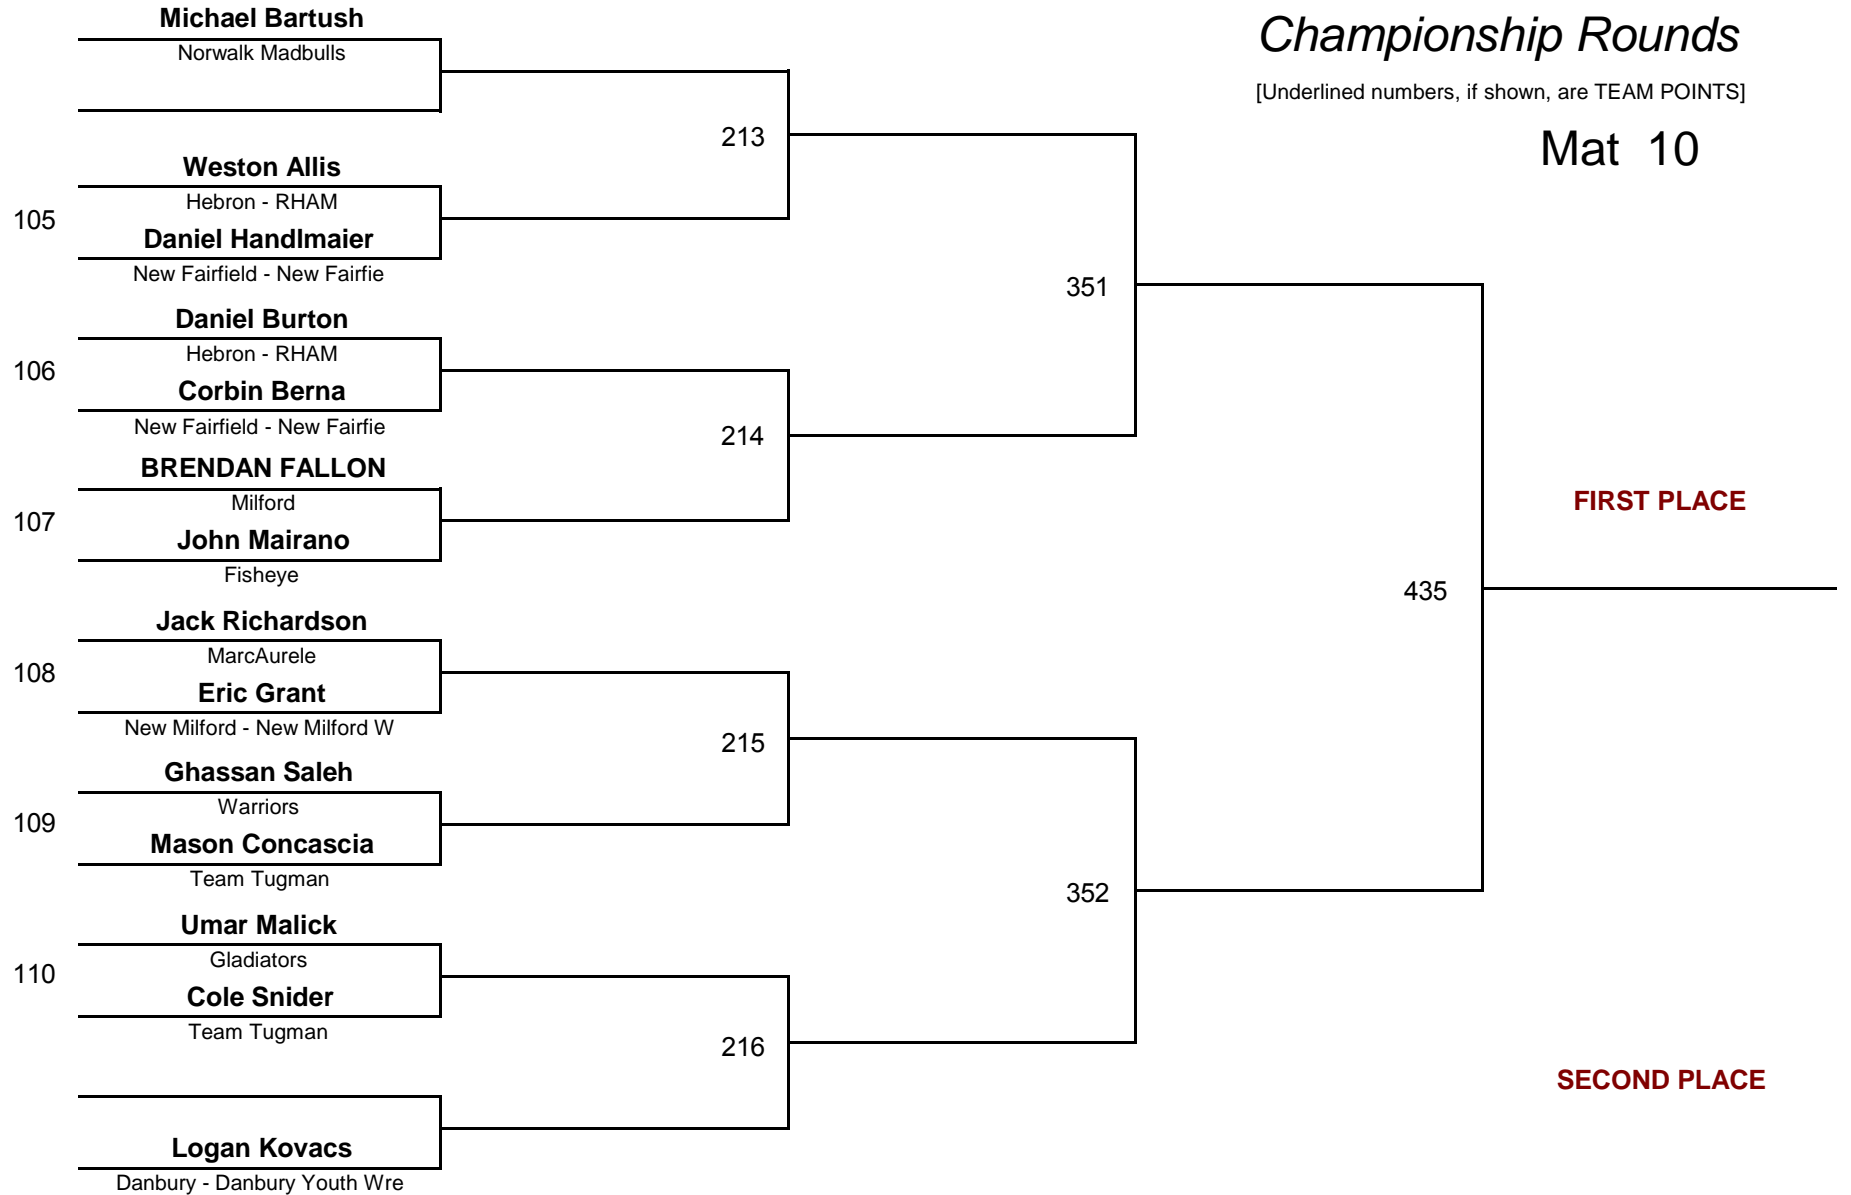 Michael Bartush
Norwalk Madbulls
Championship Rounds
[Underlined numbers, if shown, are TEAM POINTS]
Mat 10
213
Weston Allis
Hebron - RHAM
105
Daniel Handlmaier
New Fairfield - New Fairfie
351
Daniel Burton
Hebron - RHAM
106
Corbin Berna
New Fairfield - New Fairfie
214
BRENDAN FALLON
Milford
107
John Mairano
Fisheye
FIRST PLACE
435
Jack Richardson
MarcAurele
108
Eric Grant
New Milford - New Milford W
215
Ghassan Saleh
Warriors
109
Mason Concascia
Team Tugman
352
Umar Malick
Gladiators
110
Cole Snider
Team Tugman
216
SECOND PLACE
Logan Kovacs
Danbury - Danbury Youth Wre